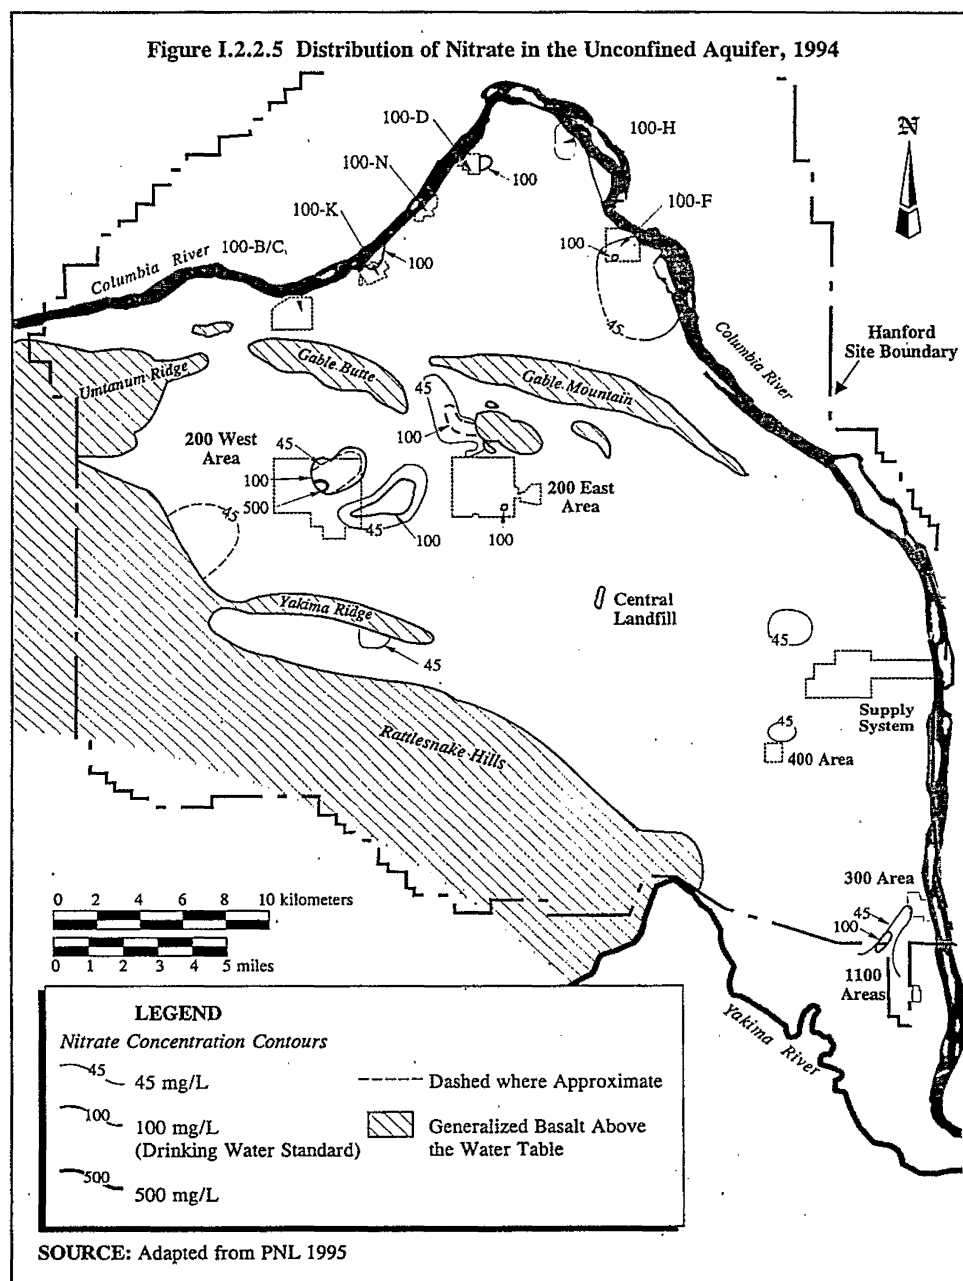 Figure I.2.2.5 Distribution of Nitrate in the Unconfined Aquifer, 1994
100-D
100-H
N
100-N
100
100-K
100-F
100
100
Columbia River
100-B/C
45
Columbia River
Hanford
Site Boundary
Umtanum Ridge
Gable Butte
Gable Mountain
45
200 West
Area
45
100
100
500
200 East
Area
45
45
100
100
Yakima Ridge
Central
Landfill
45
45
Supply
System
Rattlesnake Hills
45
400 Area
300 Area
0 2 4 6 8 10 kilometers
45
100
0 1 2 3 4 5 miles
1100
Areas
Yakima River
LEGEND
Nitrate Concentration Contours
45 45 mg/L
Dashed where Approximate
100 100 mg/L
(Drinking Water Standard)
Generalized Basalt Above
the Water Table
500 500 mg/L
SOURCE: Adapted from PNL 1995